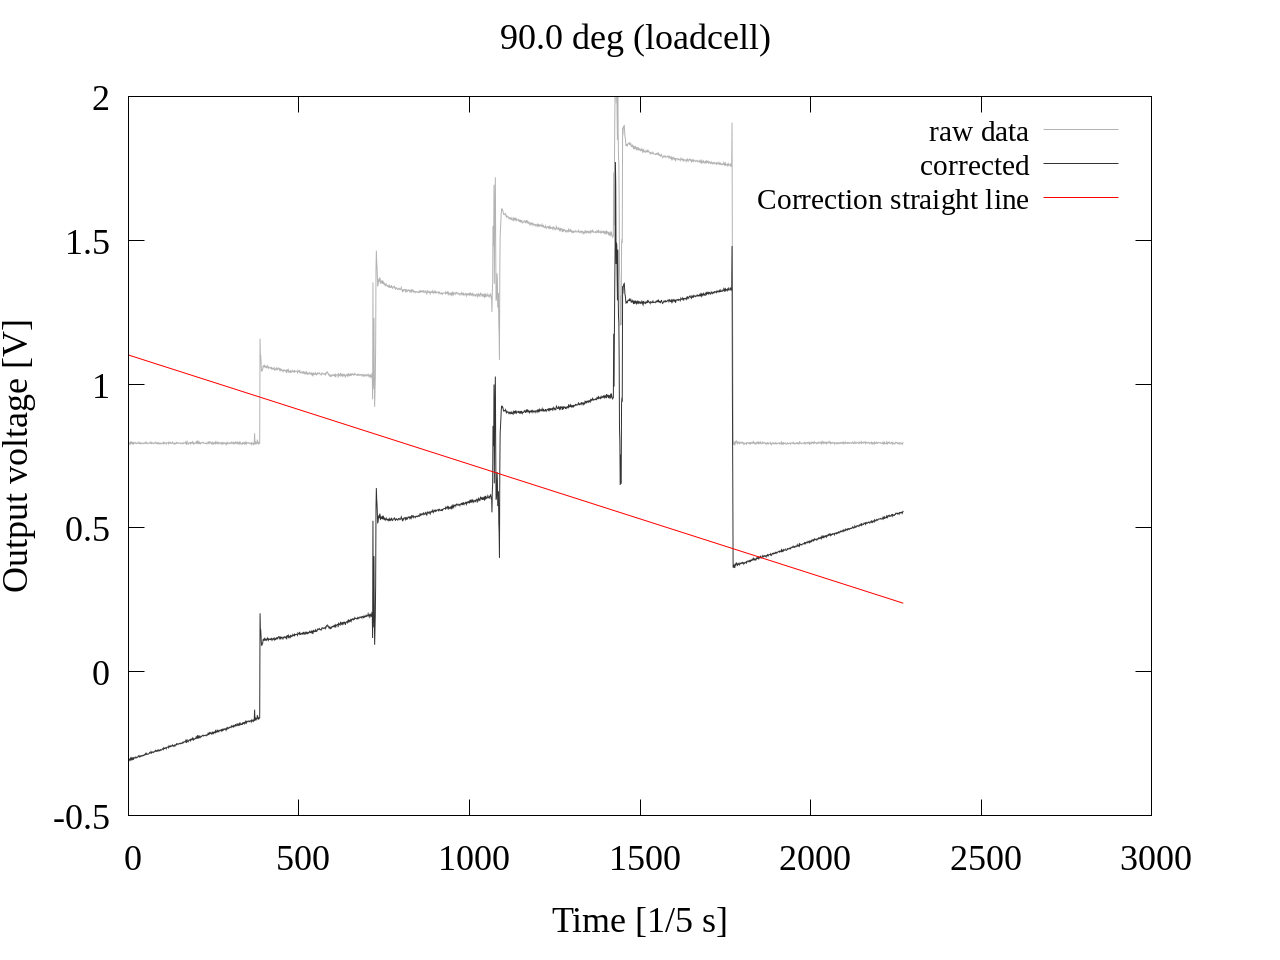 90.0 deg (loadcell)
2
1.5
1
0.5
0
-0.5
Output voltage [V]
raw data
corrected
Correction straight line
0 500 1000 1500 2000 2500 3000
Time [1/5 s]